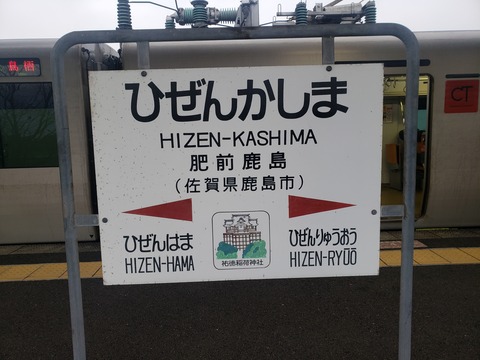 ひぜんかしま
HIZEN-KASHIMA
肥前鹿島
(佐賀県鹿島市)
ひぜんはま
HIZEN-HAMA
祐徳稲荷神社
ひぜんりゅうおう
HIZEN-RYŪŌ
CT